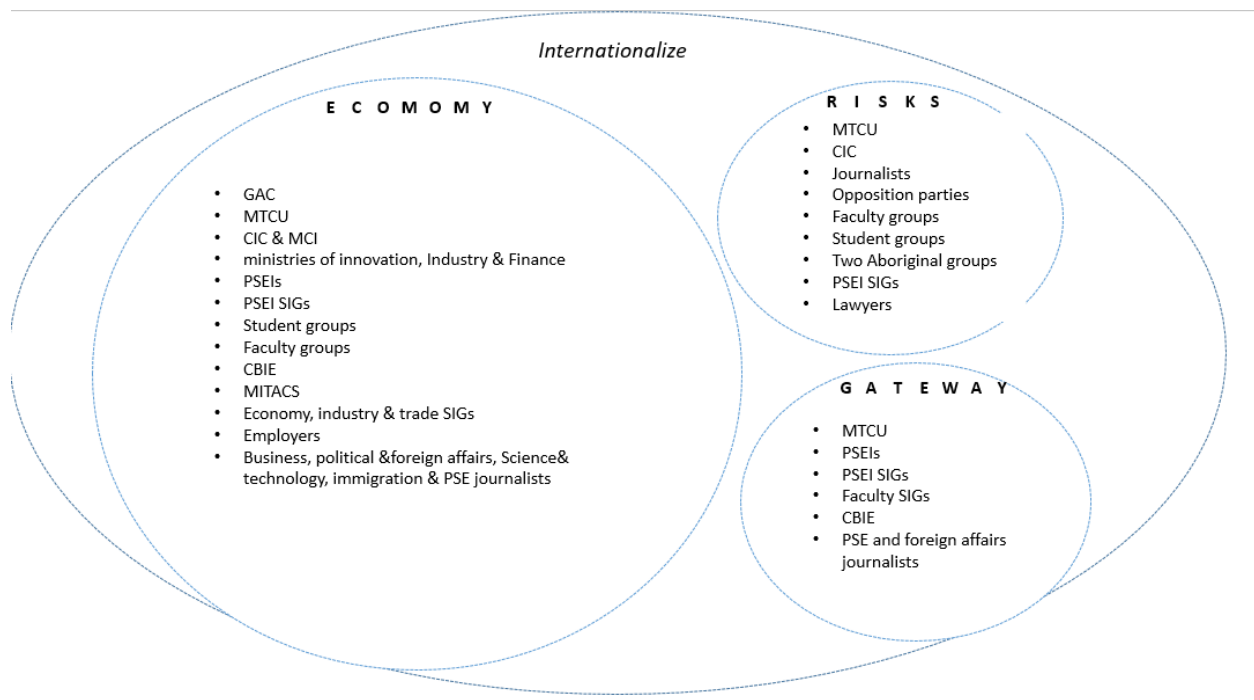 Internationalize
E C O M O M Y
• GAC
• MTCU
• CIC & MCI
• ministries of innovation, Industry & Finance
• PSEIs
• PSEI SIGs
• Student groups
• Faculty groups
• CBIE
• MITACS
• Economy, industry & trade SIGs
• Employers
• Business, political &foreign affairs, Science&
technology, immigration & PSE journalists
R I S K S
• MTCU
• CIC
• Journalists
• Opposition parties
• Faculty groups
• Student groups
• Two Aboriginal groups
• PSEI SIGs
• Lawyers
G A T E W A Y
• MTCU
• PSEIs
• PSEI SIGs
• Faculty SIGs
• CBIE
• PSE and foreign affairs
journalists